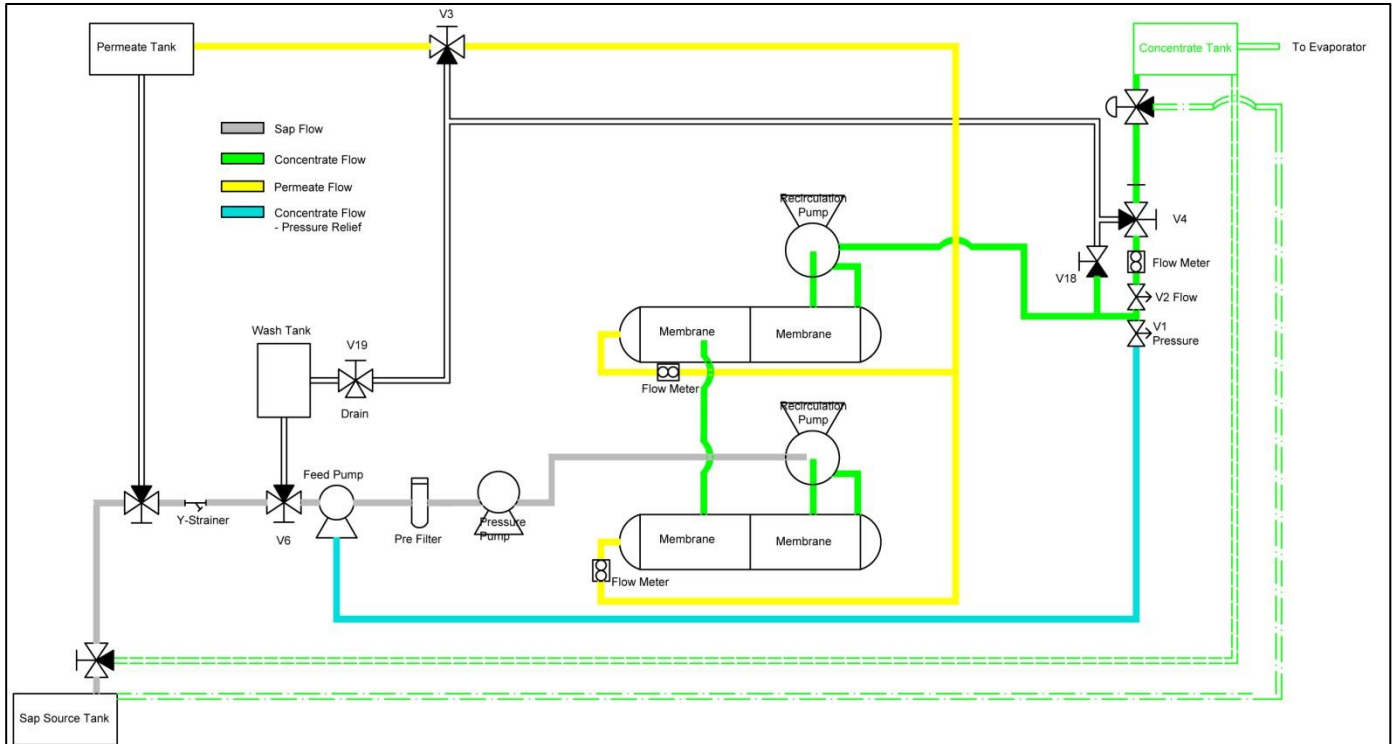 V3
Permeate Tank
Concentrate Tank
To Evaporator
Sap Flow
Concentrate Flow
Permeate Flow
Concentrate Flow
- Pressure Relief
Recirculation
Pump
V4
Flow Meter
V18
V2 Flow
V1
Pressure
Membrane
Membrane
Wash Tank
V19
Drain
Flow Meter
Recirculation
Pump
Feed Pump
Y-Strainer
V6
Pre Filter
Pressure
Pump
Membrane
Membrane
Flow Meter
Sap Source Tank